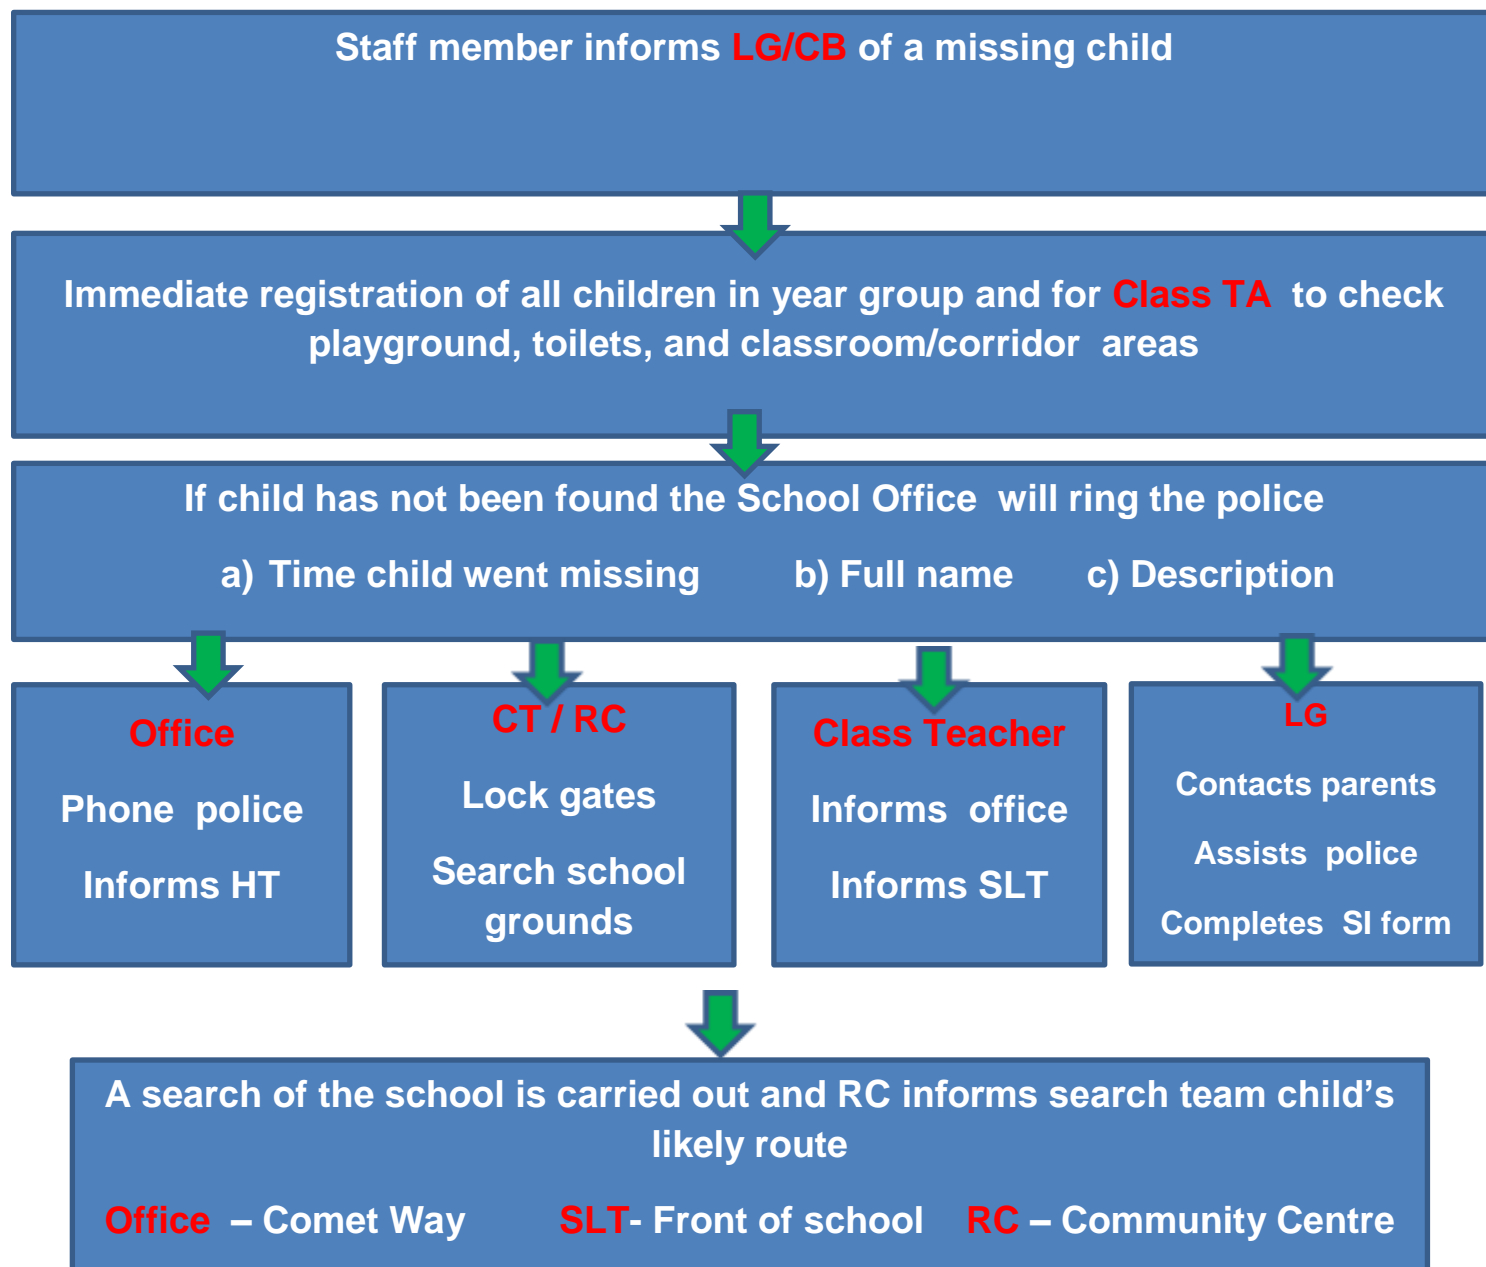 Staff member informs LG/CB of a missing child
Immediate registration of all children in year group and for Class TA to check
playground, toilets, and classroom/corridor areas
If child has not been found the School Office will ring the police
a) Time child went missing b) Full name c) Description
Office
Phone police
Informs HT
CT / RC
Lock gates
Search school
grounds
Class Teacher
Informs office
Informs SLT
LG
Contacts parents
Assists police
Completes SI form
A search of the school is carried out and RC informs search team child’s
likely route
Office – Comet Way SLT- Front of school RC – Community Centre